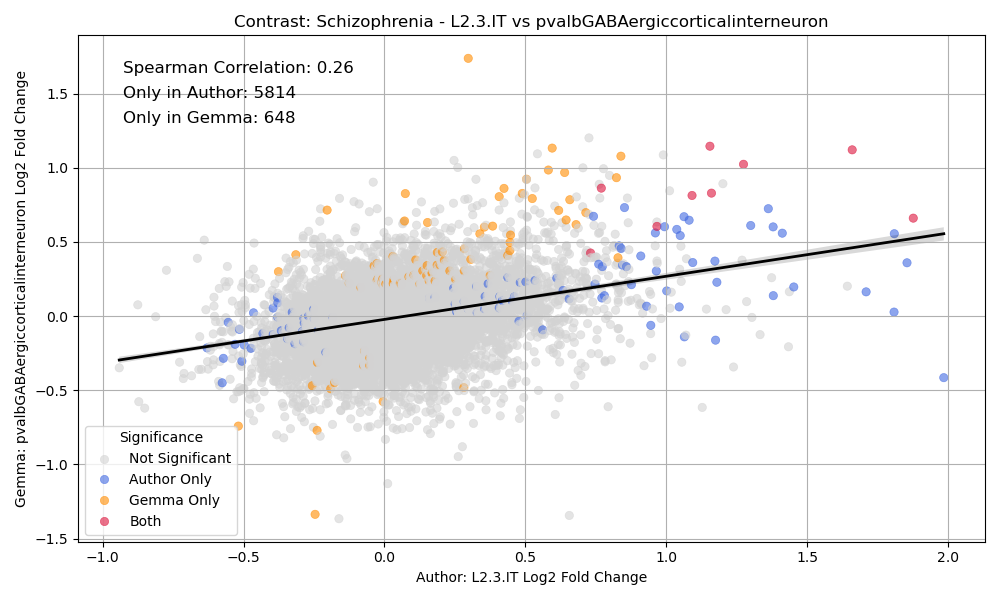 Contrast: Schizophrenia - L2.3.IT vs pvalbGABAergiccorticalinterneuron
Spearman Correlation: 0.26
Only in Author: 5814
Only in Gemma: 648
Gemma: pvalbGABAergiccorticalinterneuron Log2 Fold Change
1.5
1.0
0.5
0.0
−0.5
−1.0
−1.5
Significance
Not Significant
Author Only
Gemma Only
Both
−1.0
−0.5
0.0
0.5
1.0
1.5
2.0
Author: L2.3.IT Log2 Fold Change